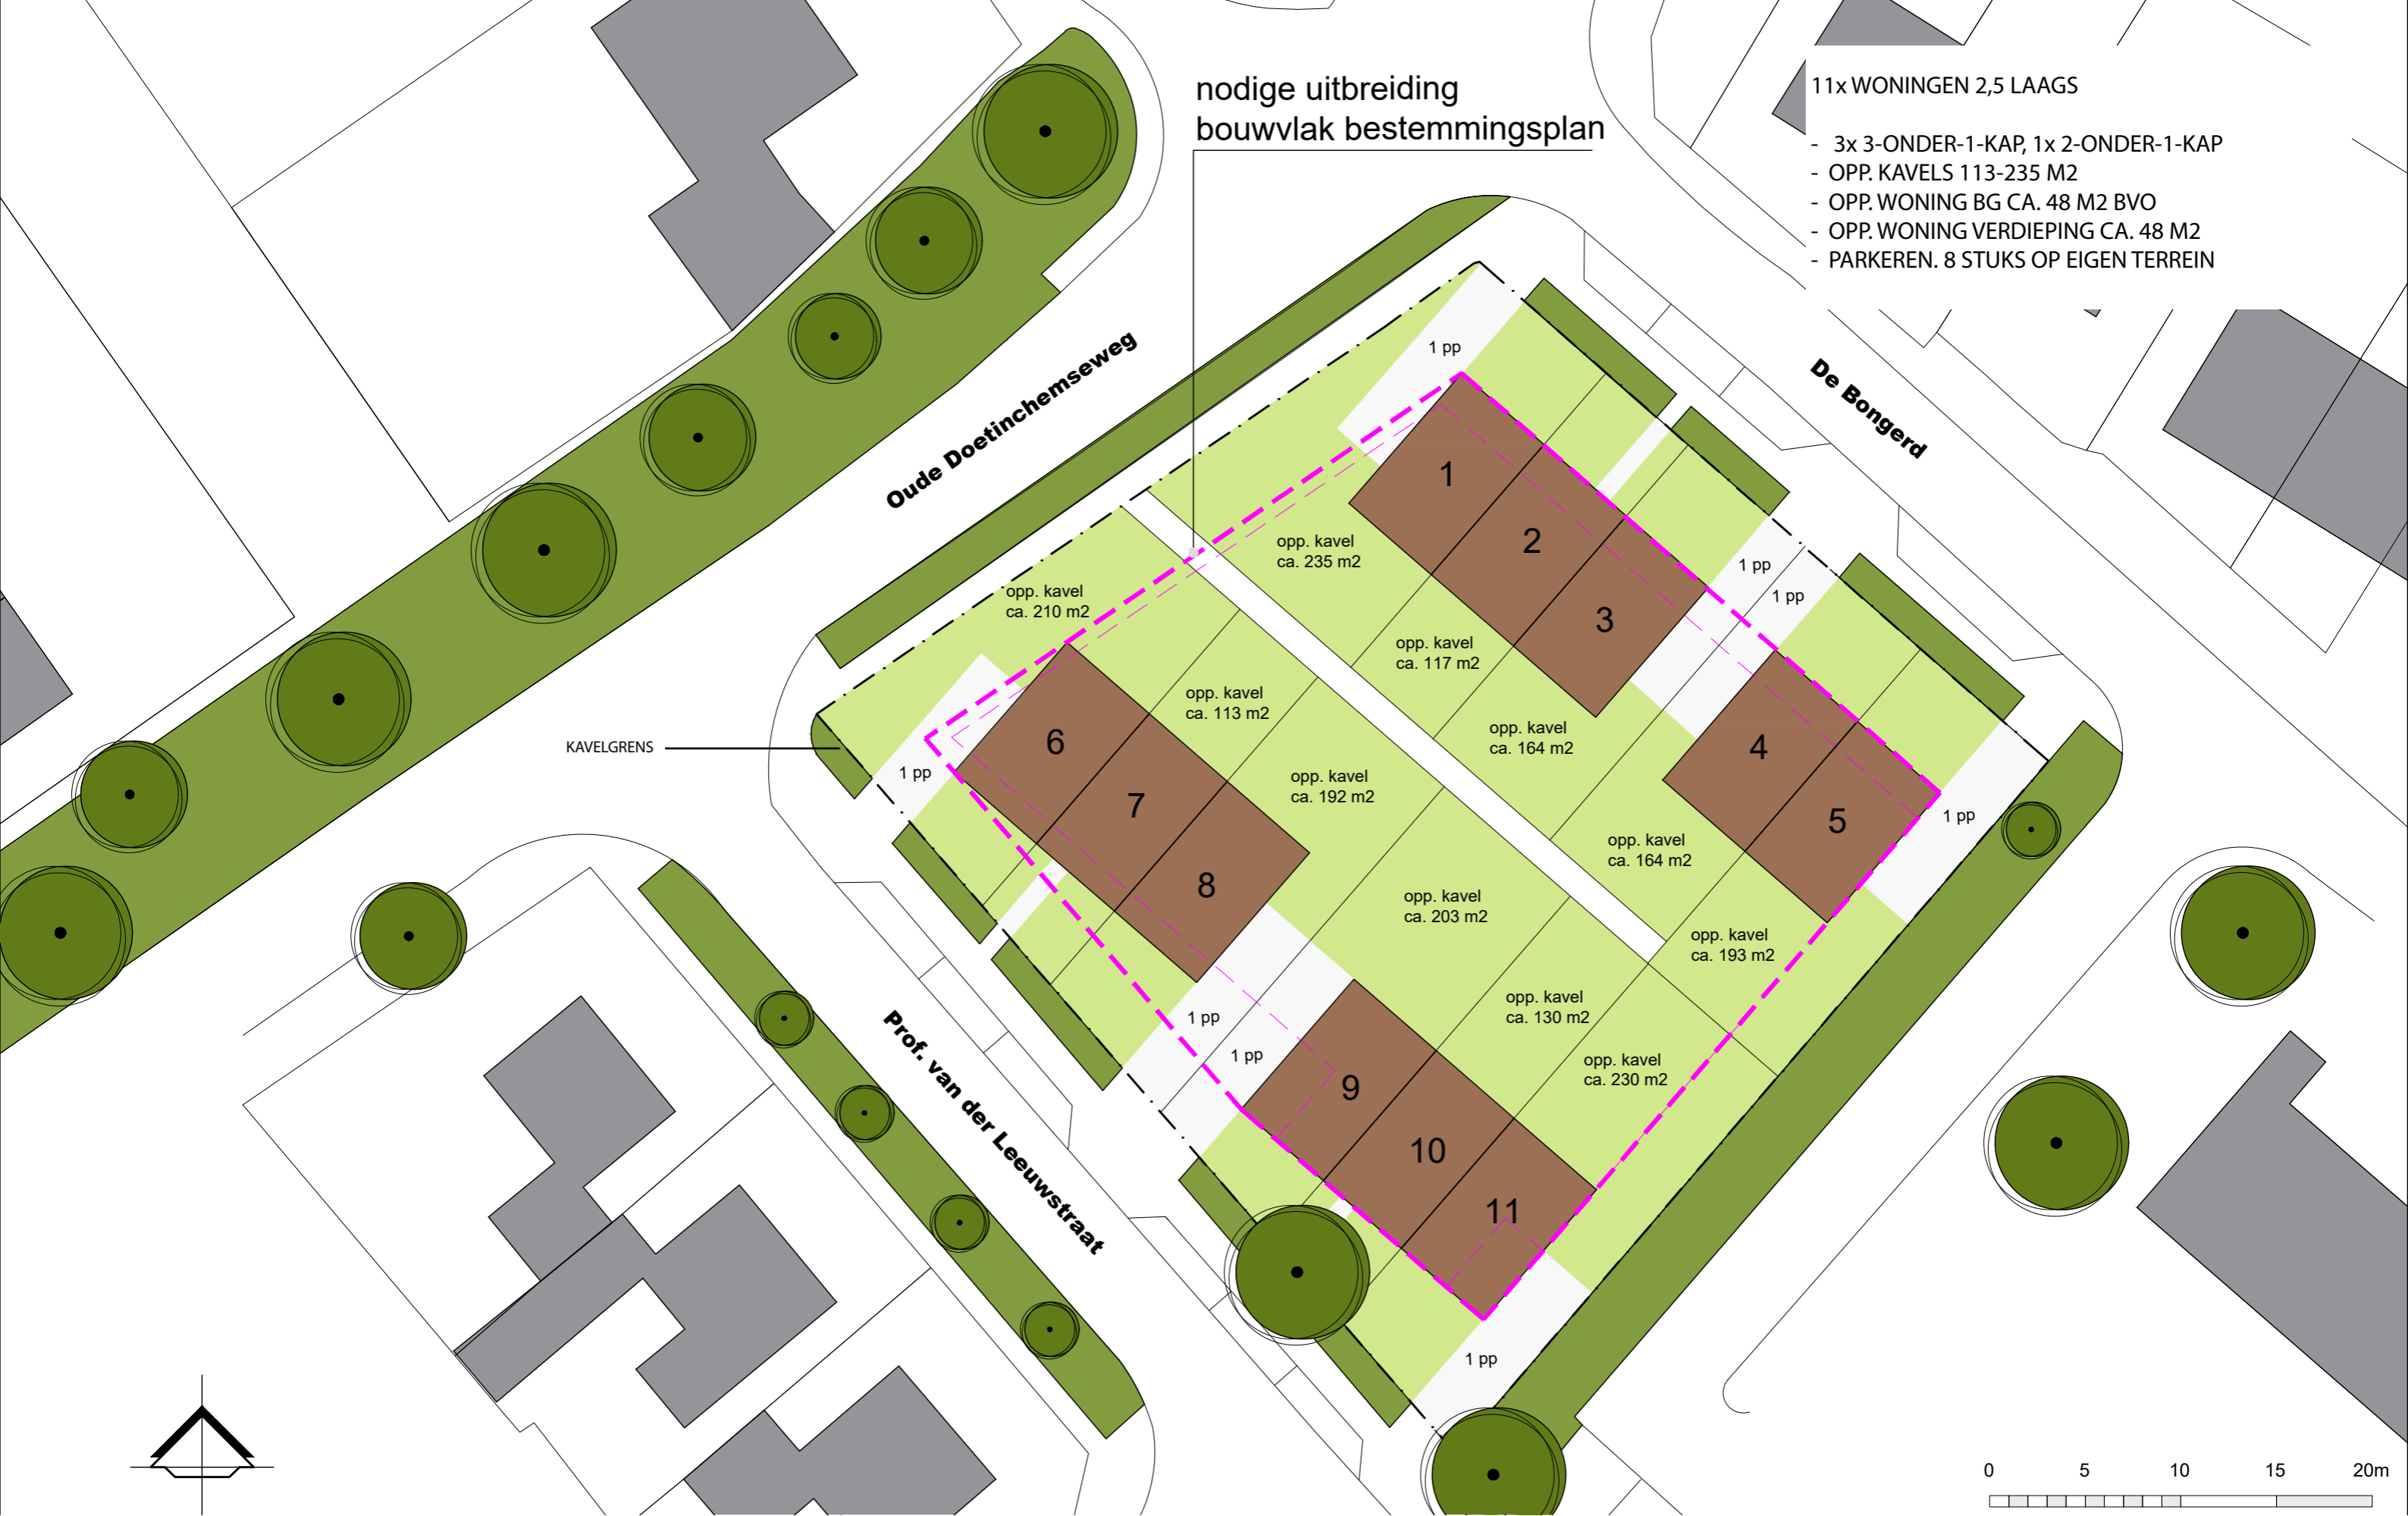 nodige uitbreiding
bouwvlak bestemmingsplan
11x WONINGEN 2,5 LAAGS
- 3x 3-ONDER-1-KAP, 1x 2-ONDER-1-KAP
- OPP. KAVELS 113-235 M2
- OPP. WONING BG CA. 48 M2 BVO
- OPP. WONING VERDIEPING CA. 48 M2
- PARKEREN. 8 STUKS OP EIGEN TERREIN
Oude Doetinchemseweg
De Bongerd
1 pp
1
2
3
opp. kavel
ca. 235 m2
1 pp
1 pp
opp. kavel
ca. 210 m2
opp. kavel
ca. 117 m2
opp. kavel
ca. 113 m2
opp. kavel
ca. 164 m2
KAVELGRENS
1 pp
6
7
8
opp. kavel
ca. 192 m2
4
5
1 pp
opp. kavel
ca. 164 m2
opp. kavel
ca. 203 m2
opp. kavel
ca. 193 m2
opp. kavel
ca. 130 m2
1 pp
1 pp
opp. kavel
ca. 230 m2
9
10
11
Prof. van der Leeuwstraat
1 pp
0 5 10 15 20m